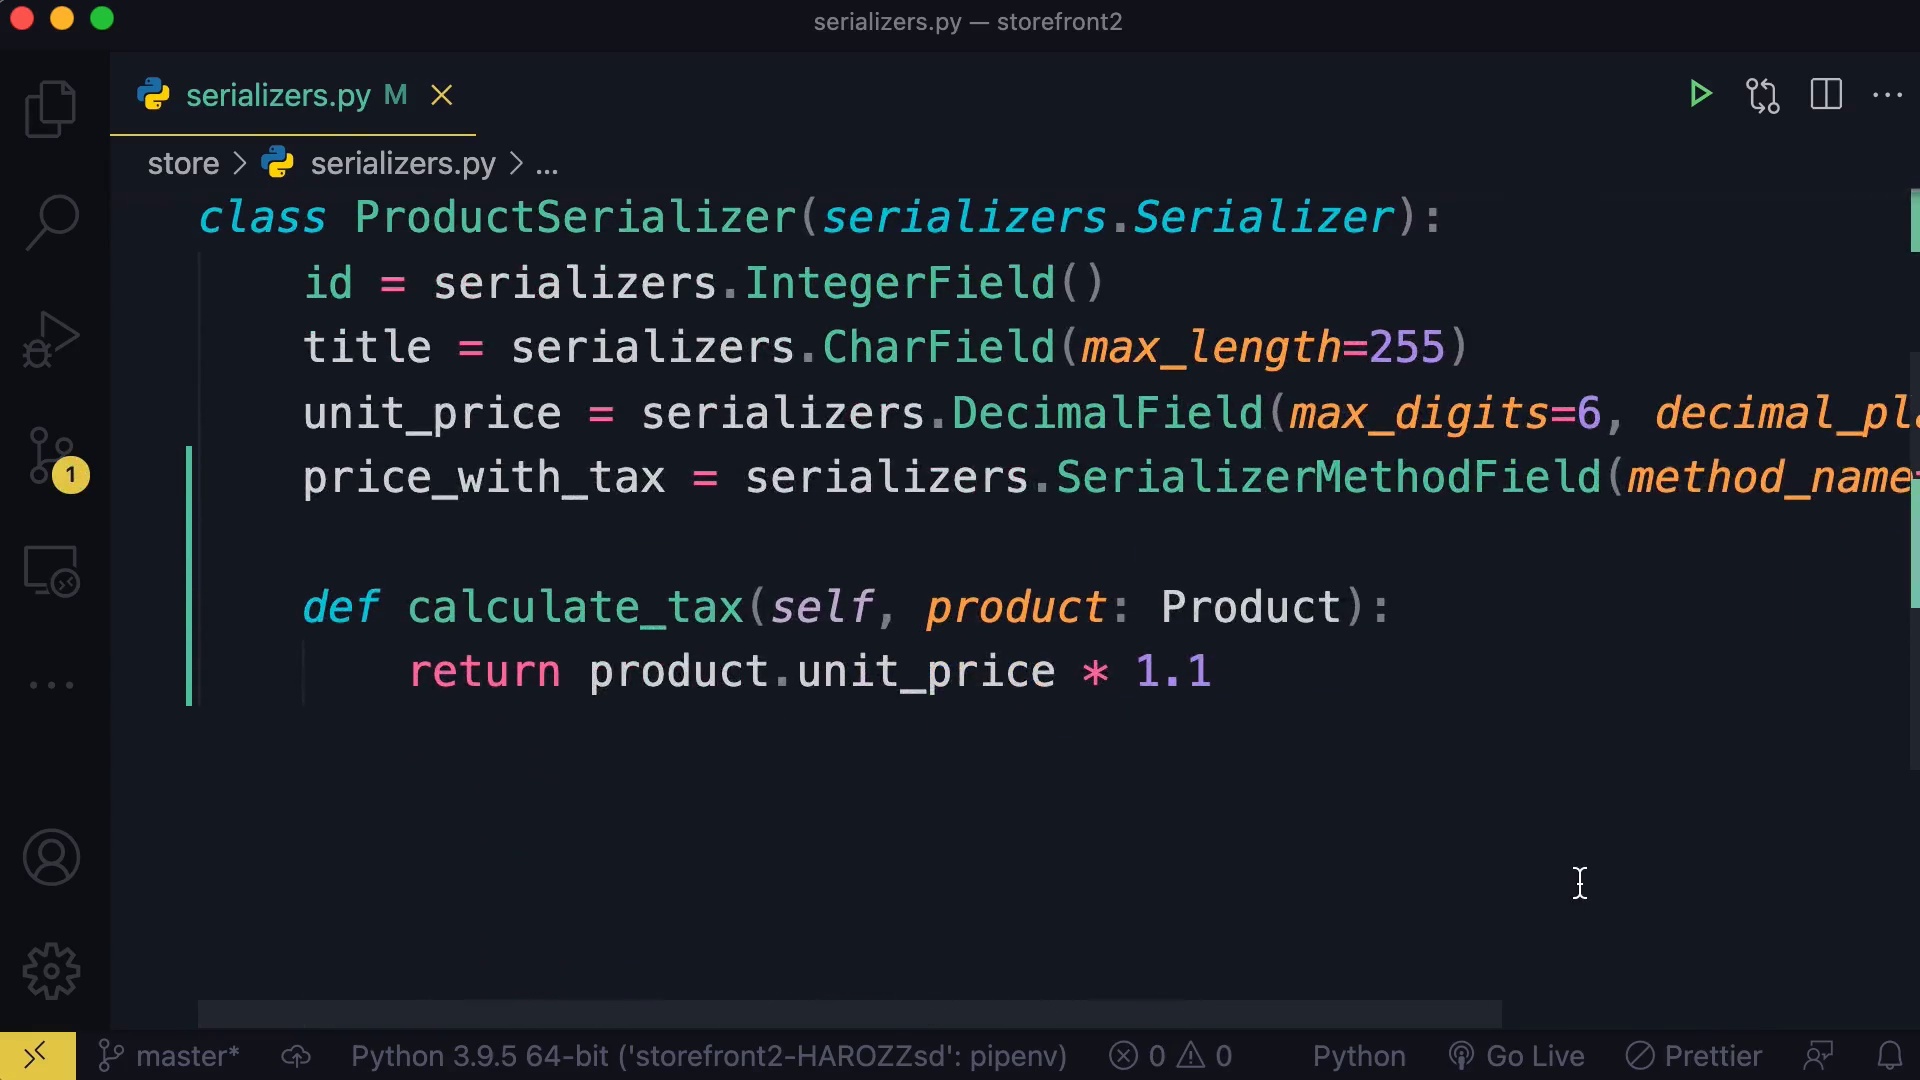 serializers.py — storefront2
serializers.py M
store > serializers.py > ...
class ProductSerializer(serializers.Serializer):
id = serializers.IntegerField()
title = serializers.CharField(max_length=255)
unit_price = serializers.DecimalField(max_digits=6, decimal_pla
price_with_tax = serializers.SerializerMethodField(method_name=
1
def calculate_tax(self, product: Product):
return product.unit_price * 1.1
master* Python 3.9.5 64-bit ('storefront2-HAROZZsd': pipenv) 0 0 Python Go Live Prettier